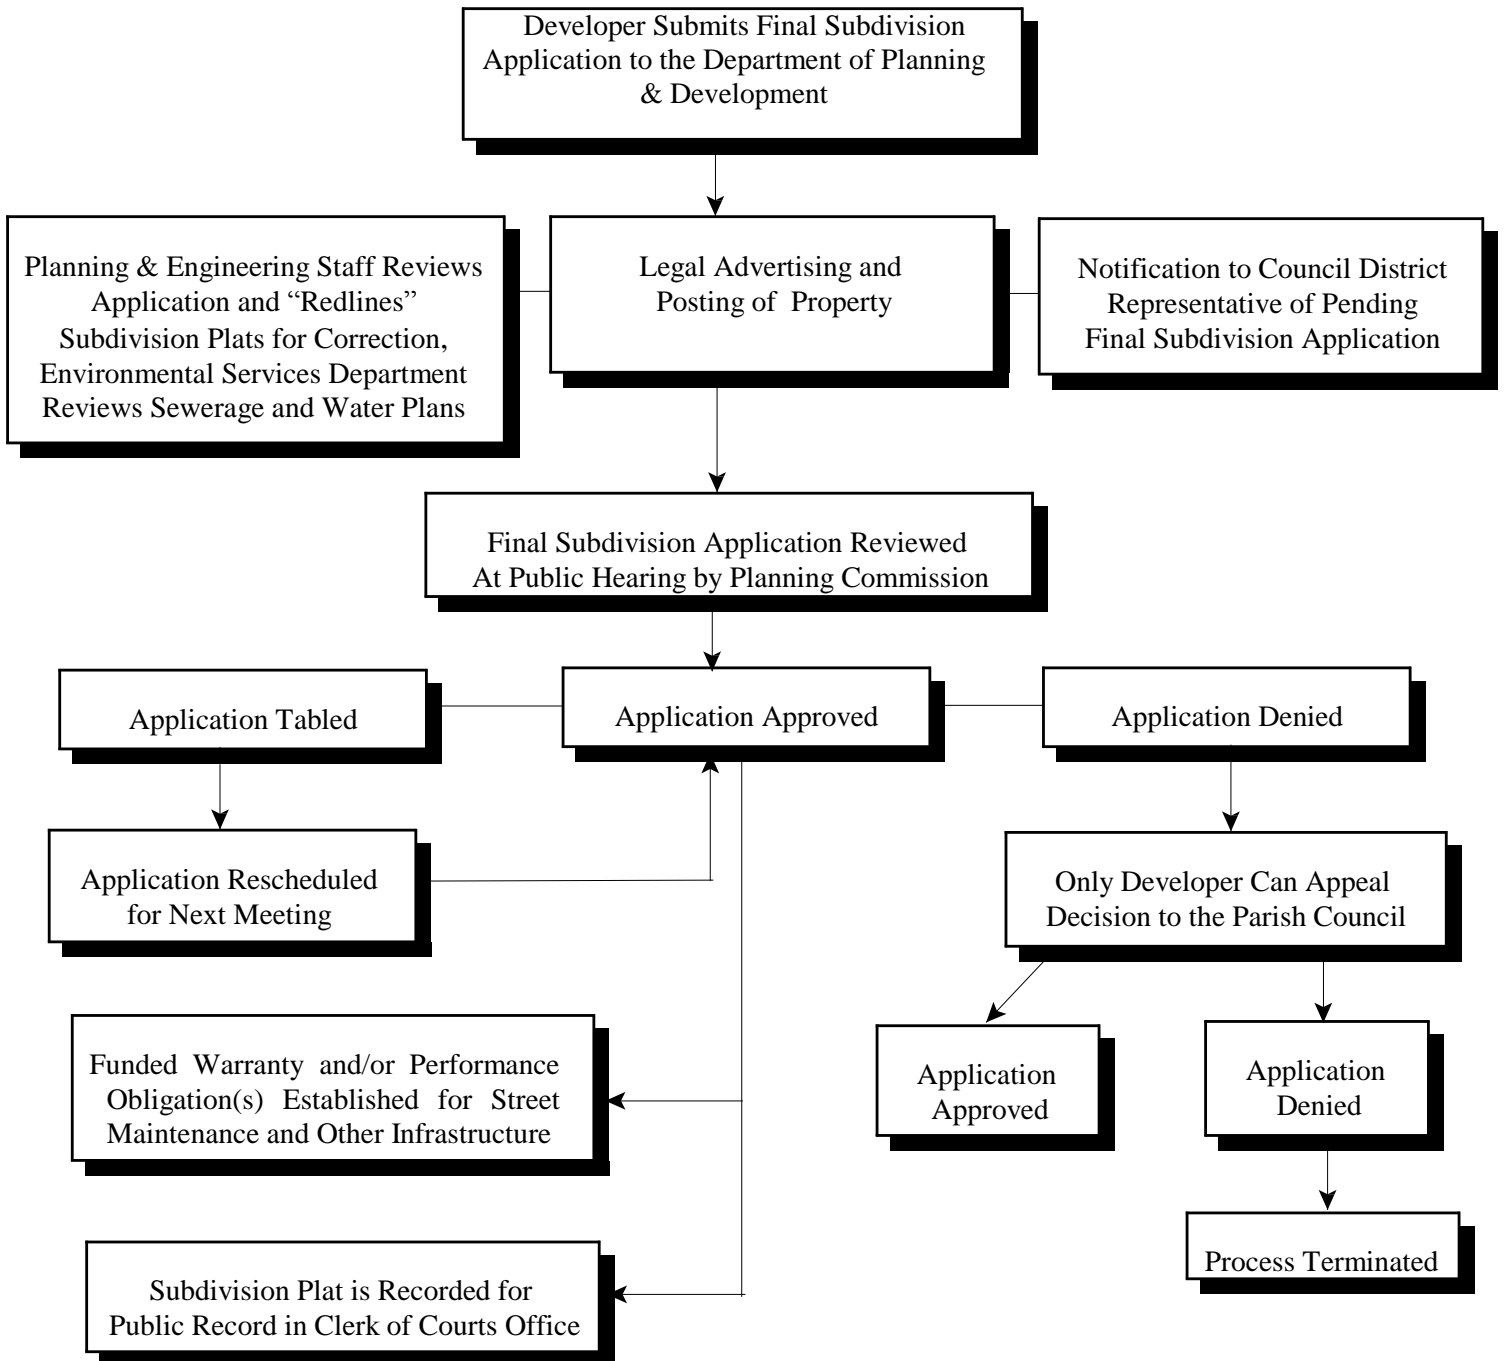 Developer Submits Final Subdivision
Application to the Department of Planning
& Development
Planning & Engineering Staff Reviews
Application and “Redlines”
Subdivision Plats for Correction,
Environmental Services Department
Reviews Sewerage and Water Plans
Legal Advertising and
Posting of Property
Notification to Council District
Representative of Pending
Final Subdivision Application
Final Subdivision Application Reviewed
At Public Hearing by Planning Commission
Application Tabled
Application Approved
Application Denied
Application Rescheduled
for Next Meeting
Only Developer Can Appeal
Decision to the Parish Council
Funded Warranty and/or Performance
Obligation(s) Established for Street
Maintenance and Other Infrastructure
Application
Approved
Application
Denied
Subdivision Plat is Recorded for
Public Record in Clerk of Courts Office
Process Terminated